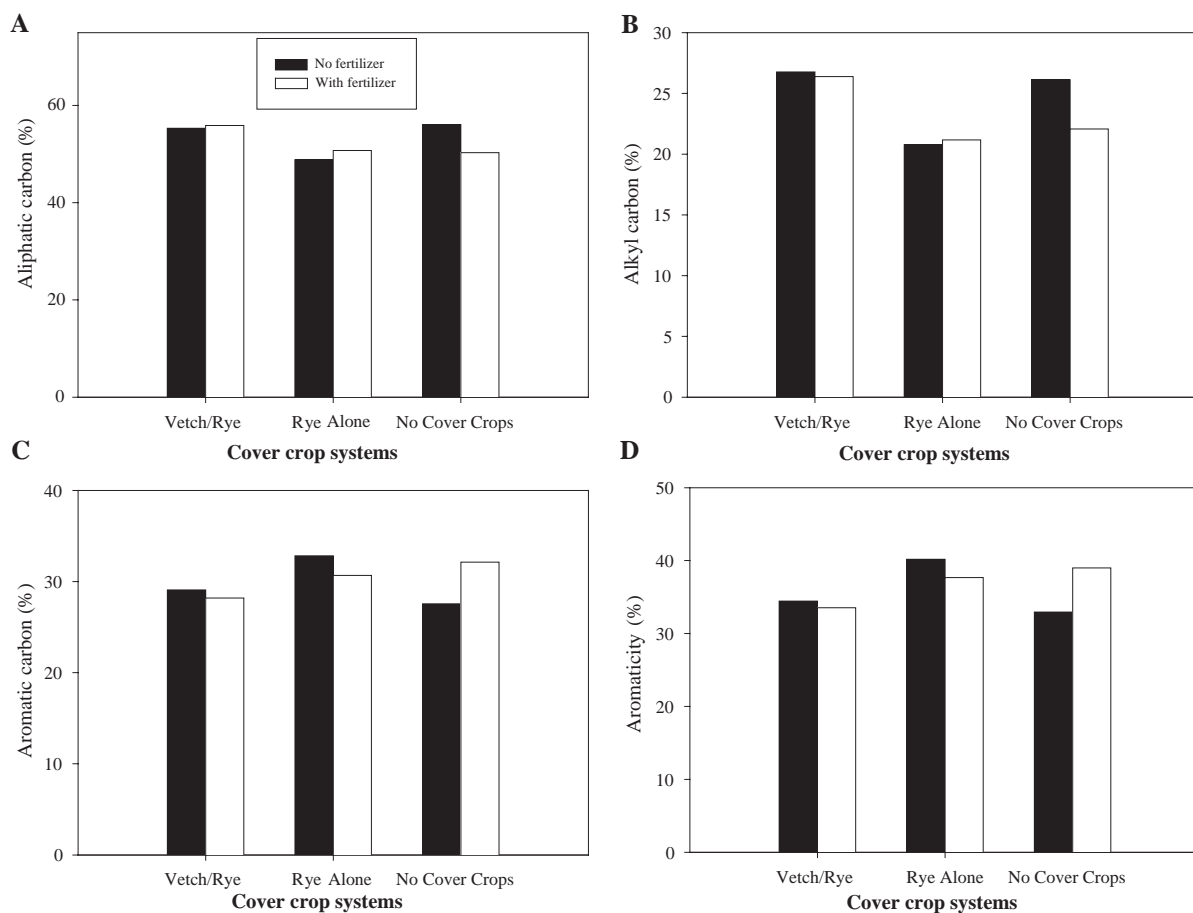 A
No fertilizer
With fertilizer
60
40
20
0
Aliphatic carbon (%)
Vetch/Rye Rye Alone No Cover Crops
Cover crop systems
B
30
25
20
15
10
5
0
Alkyl carbon (%)
Vetch/Rye Rye Alone No Cover Crops
Cover crop systems
C
40
30
20
10
0
Aromatic carbon (%)
Vetch/Rye Rye Alone No Cover Crops
Cover crop systems
D
50
40
30
20
10
0
Aromaticity (%)
Vetch/Rye Rye Alone No Cover Crops
Cover crop systems